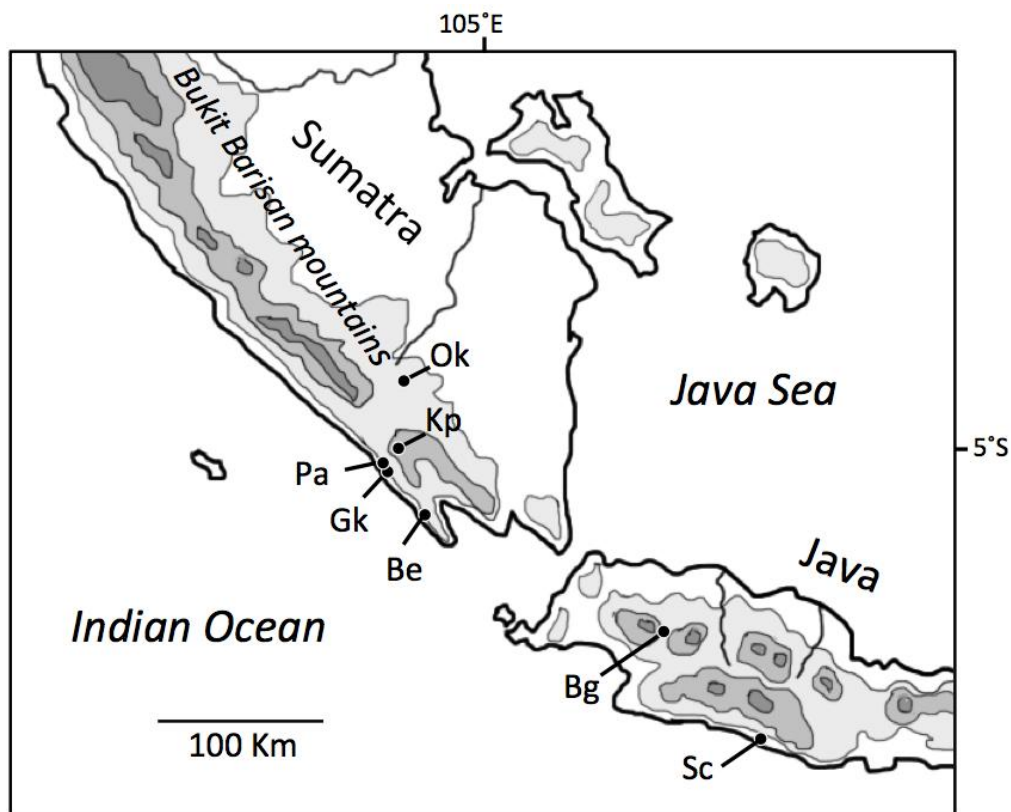 105°E
Bukit Barisan mountains
Sumatra
Ok
Java Sea
Kp
5°S
Pa
Gk
Be
Java
Indian Ocean
Bg
100 Km
Sc